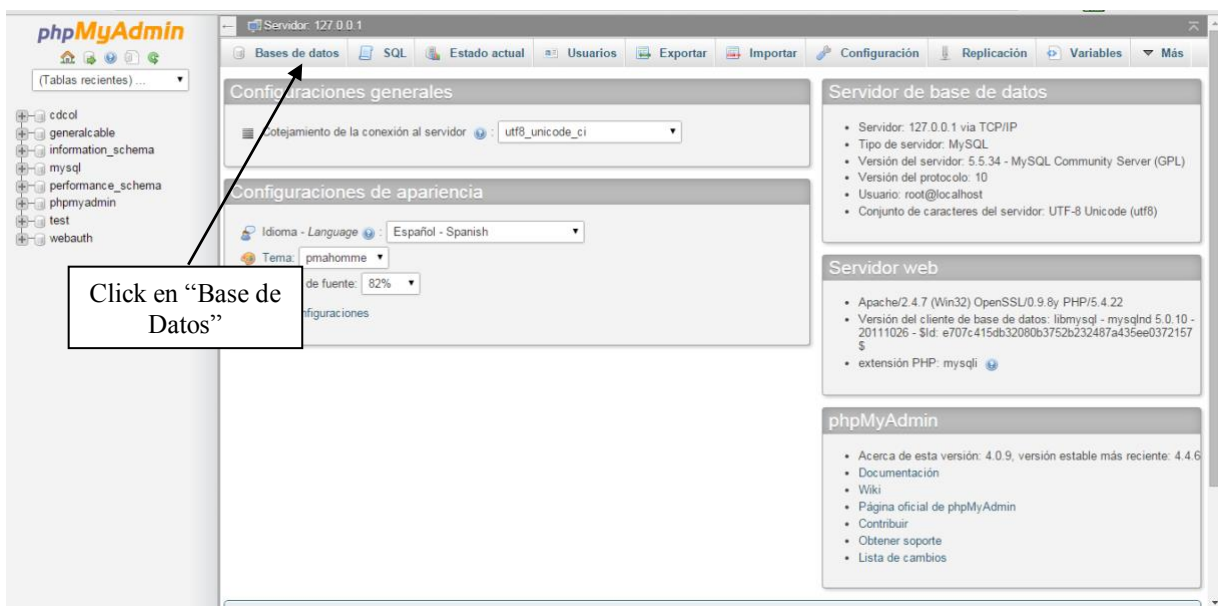 phpMyAdmin
(Tablas recientes) ...
cdcol
generalcable
information_schema
mysql
performance_schema
phpmyadmin
test
webauth
Servidor: 127.0.0.1
Bases de datos
SQL
Estado actual
Usuarios
Exportar
Importar
Configuración
Replicación
Variables
Más
Configuraciones generales
Cotejamiento de la conexión al servidor : utf8_unicode_ci
Configuraciones de apariencia
Idioma - Language : Español - Spanish
Tema: pmahomme
de fuente: 82%
nfiguraciones
Click en “Base de
Datos”
Servidor de base de datos
• Servidor: 127.0.0.1 via TCP/IP
• Tipo de servidor: MySQL
• Versión del servidor: 5.5.34 - MySQL Community Server (GPL)
• Versión del protocolo: 10
• Usuario: root@localhost
• Conjunto de caracteres del servidor: UTF-8 Unicode (utf8)
Servidor web
• Apache/2.4.7 (Win32) OpenSSL/0.9.8y PHP/5.4.22
• Versión del cliente de base de datos: libmysql - mysqlnd 5.0.10 -
20111026 - $Id: e707c415db32080b3752b232487a435ee0372157
$
• extensión PHP: mysqli
phpMyAdmin
• Acerca de esta versión: 4.0.9, versión estable más reciente: 4.4.6
• Documentación
• Wiki
• Página oficial de phpMyAdmin
• Contribuir
• Obtener soporte
• Lista de cambios